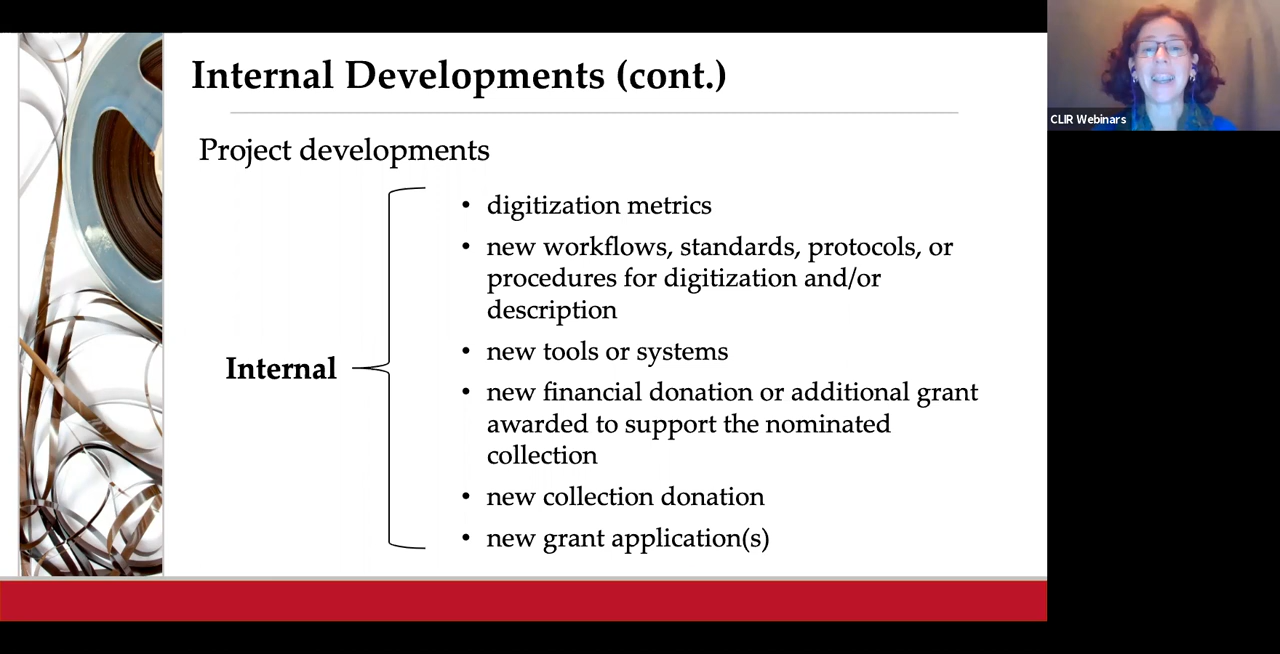 Internal Developments (cont.)
Project developments
Internal
• digitization metrics
• new workflows, standards, protocols, or
procedures for digitization and/or
description
• new tools or systems
• new financial donation or additional grant
awarded to support the nominated
collection
• new collection donation
• new grant application(s)
CLIR Webinars